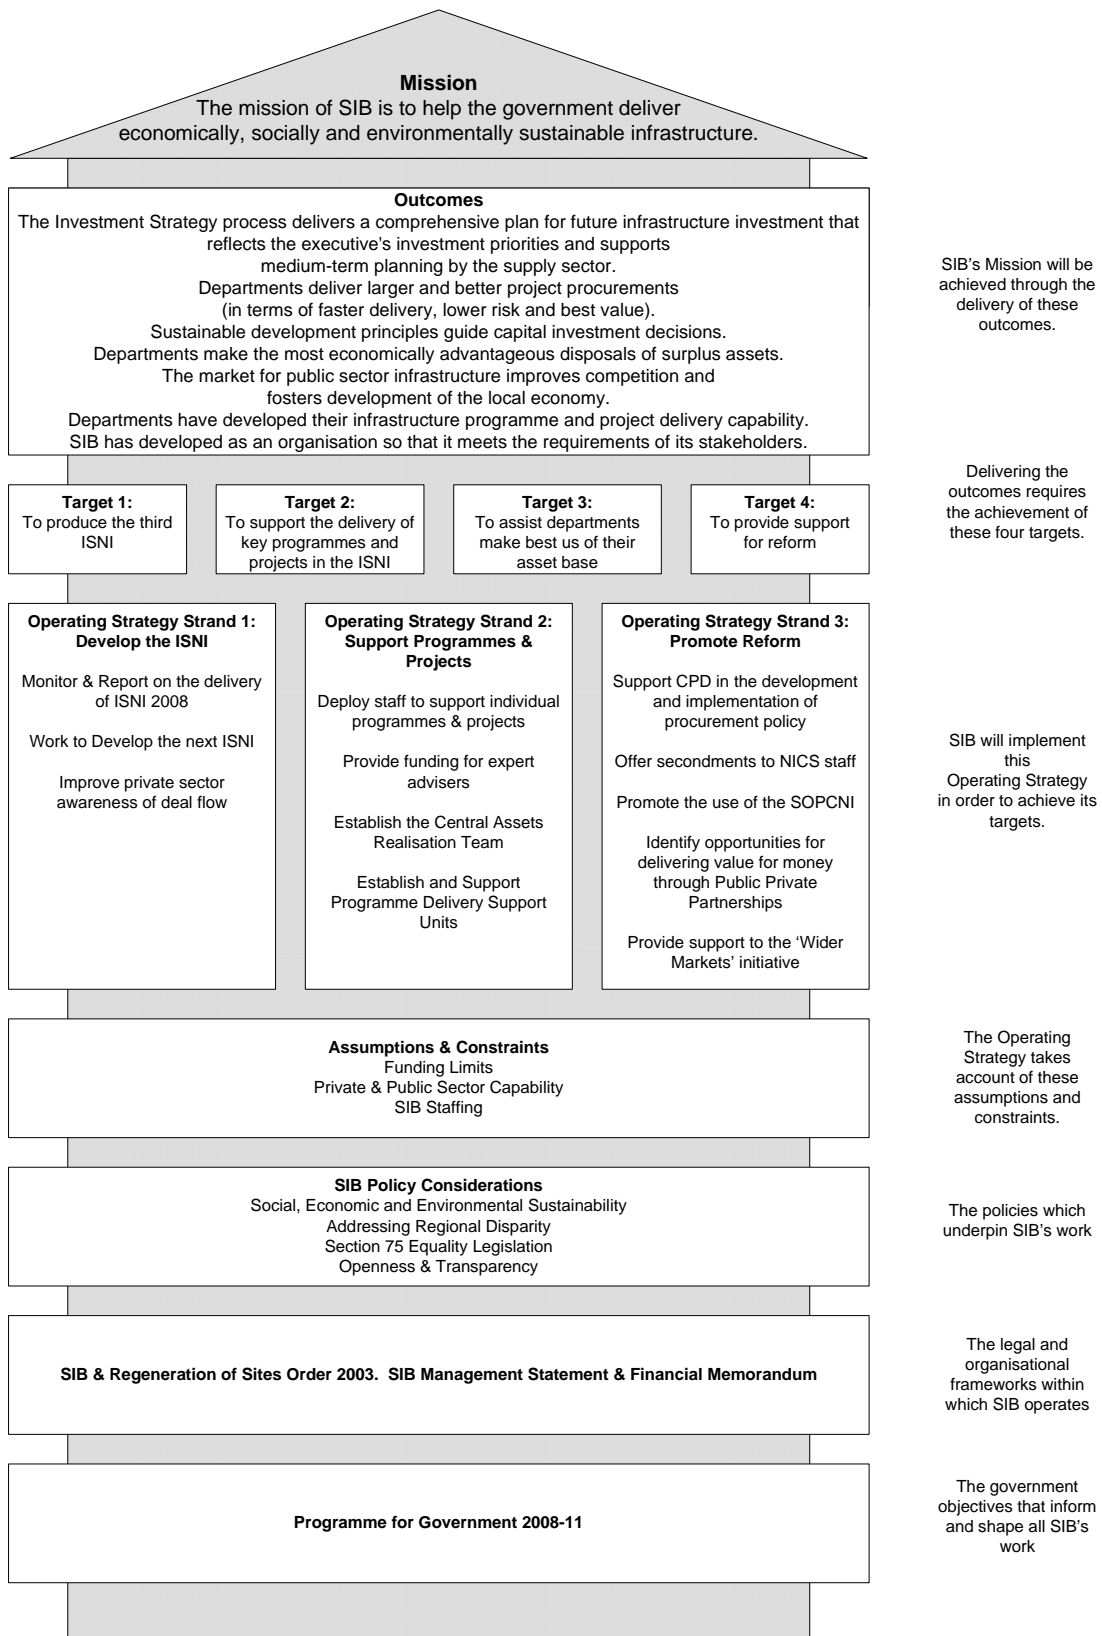 Mission
The mission of SIB is to help the government deliver
economically, socially and environmentally sustainable infrastructure.
Outcomes
The Investment Strategy process delivers a comprehensive plan for future infrastructure investment that
reflects the executive's investment priorities and supports
medium-term planning by the supply sector.
Departments deliver larger and better project procurements
(in terms of faster delivery, lower risk and best value).
Sustainable development principles guide capital investment decisions.
Departments make the most economically advantageous disposals of surplus assets.
The market for public sector infrastructure improves competition and
fosters development of the local economy.
Departments have developed their infrastructure programme and project delivery capability.
SIB has developed as an organisation so that it meets the requirements of its stakeholders.
SIB's Mission will be
achieved through the
delivery of these
outcomes.
Target 1:
To produce the third
ISNI
Target 2:
To support the delivery of
key programmes and
projects in the ISNI
Target 3:
To assist departments
make best us of their
asset base
Target 4:
To provide support
for reform
Delivering the
outcomes requires
the achievement of
these four targets.
Operating Strategy Strand 1:
Develop the ISNI
Monitor & Report on the delivery
of ISNI 2008
Work to Develop the next ISNI
Improve private sector
awareness of deal flow
Operating Strategy Strand 2:
Support Programmes &
Projects
Deploy staff to support individual
programmes & projects
Provide funding for expert
advisers
Establish the Central Assets
Realisation Team
Establish and Support
Programme Delivery Support
Units
Operating Strategy Strand 3:
Promote Reform
Support CPD in the development
and implementation of
procurement policy
Offer secondments to NICS staff
Promote the use of the SOPCNI
Identify opportunities for
delivering value for money
through Public Private
Partnerships
Provide support to the 'Wider
Markets' initiative
SIB will implement
this
Operating Strategy
in order to achieve its
targets.
Assumptions & Constraints
Funding Limits
Private & Public Sector Capability
SIB Staffing
The Operating
Strategy takes
account of these
assumptions and
constraints.
SIB Policy Considerations
Social, Economic and Environmental Sustainability
Addressing Regional Disparity
Section 75 Equality Legislation
Openness & Transparency
The policies which
underpin SIB's work
SIB & Regeneration of Sites Order 2003. SIB Management Statement & Financial Memorandum
The legal and
organisational
frameworks within
which SIB operates
Programme for Government 2008-11
The government
objectives that inform
and shape all SIB's
work